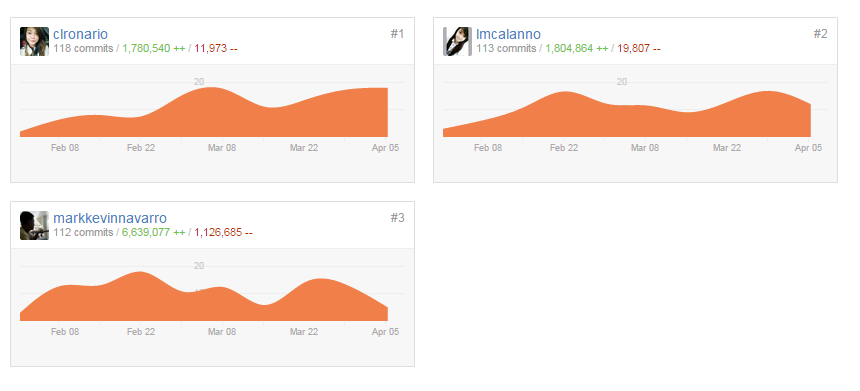 clronario #1
118 commits / 1,780,540 ++ / 11,973 --
20
Feb 08 Feb 22 Mar 08 Mar 22 Apr 05
lmcalanno #2
113 commits / 1,804,864 ++ / 19,807 --
20
Feb 08 Feb 22 Mar 08 Mar 22 Apr 05
markkevinnavarro #3
112 commits / 6,639,077 ++ / 1,126,685 --
20
Feb 08 Feb 22 Mar 08 Mar 22 Apr 05